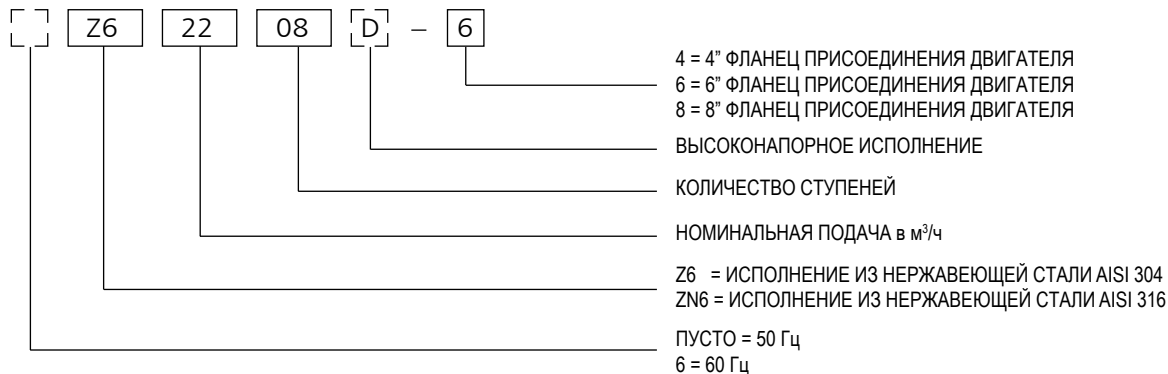 Z6 22 08 D – 6
4 = 4” ФЛАНЕЦ ПРИСОЕДИНЕНИЯ ДВИГАТЕЛЯ
6 = 6” ФЛАНЕЦ ПРИСОЕДИНЕНИЯ ДВИГАТЕЛЯ
8 = 8” ФЛАНЕЦ ПРИСОЕДИНЕНИЯ ДВИГАТЕЛЯ
ВЫСОКОНАПОРНОЕ ИСПОЛНЕНИЕ
КОЛИЧЕСТВО СТУПЕНЕЙ
НОМИНАЛЬНАЯ ПОДАЧА в м³/ч
Z6 = ИСПОЛНЕНИЕ ИЗ НЕРЖАВЕЮЩЕЙ СТАЛИ AISI 304
ZN6 = ИСПОЛНЕНИЕ ИЗ НЕРЖАВЕЮЩЕЙ СТАЛИ AISI 316
ПУСТО = 50 Гц
6 = 60 Гц